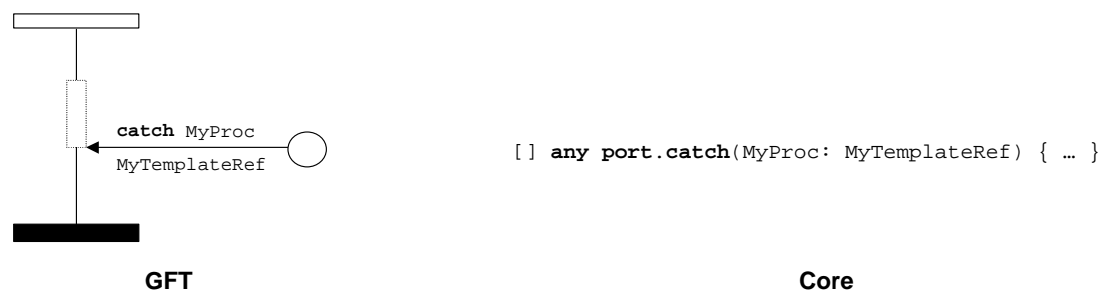 catch MyProc
MyTemplateRef
[] any port.catch(MyProc: MyTemplateRef) { … }
GFT
Core